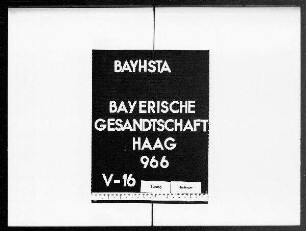 BAYHSTA
BAYERISCHE
GESANDTSCHAFT
HAAG
966
V-16